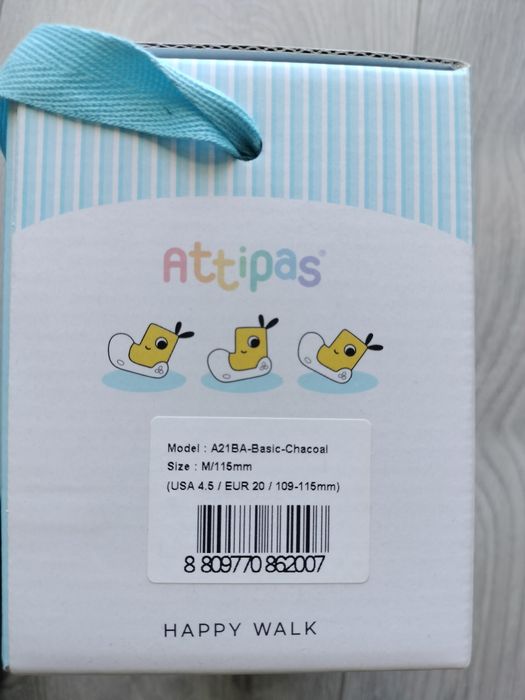 Attipas®
Model : A21BA-Basic-Chacoal
Size : M/115mm
(USA 4.5 / EUR 20 / 109-115mm)
8 809770 862007
HAPPY WALK